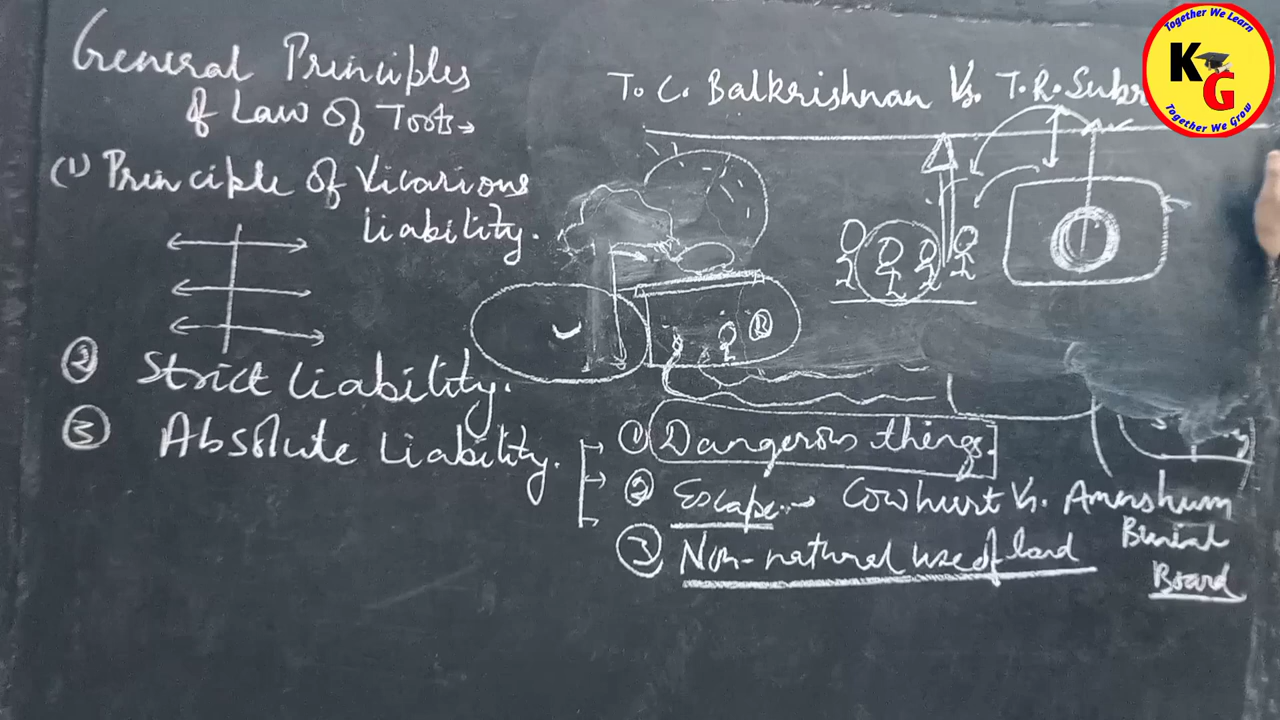 General Principles
of Law of Torts
(1) Principle of Vicarious
Liability.
② Strict Liability.
③ Absolute Liability.
T. C. Balkrishnan Vs. T. R. Subr
R
① Dangerous things.
② Escape Cowhurt Vs. Amershum
Burial
Board
③ Non-natural use of land
Together We Learn
KG
Together We Grow